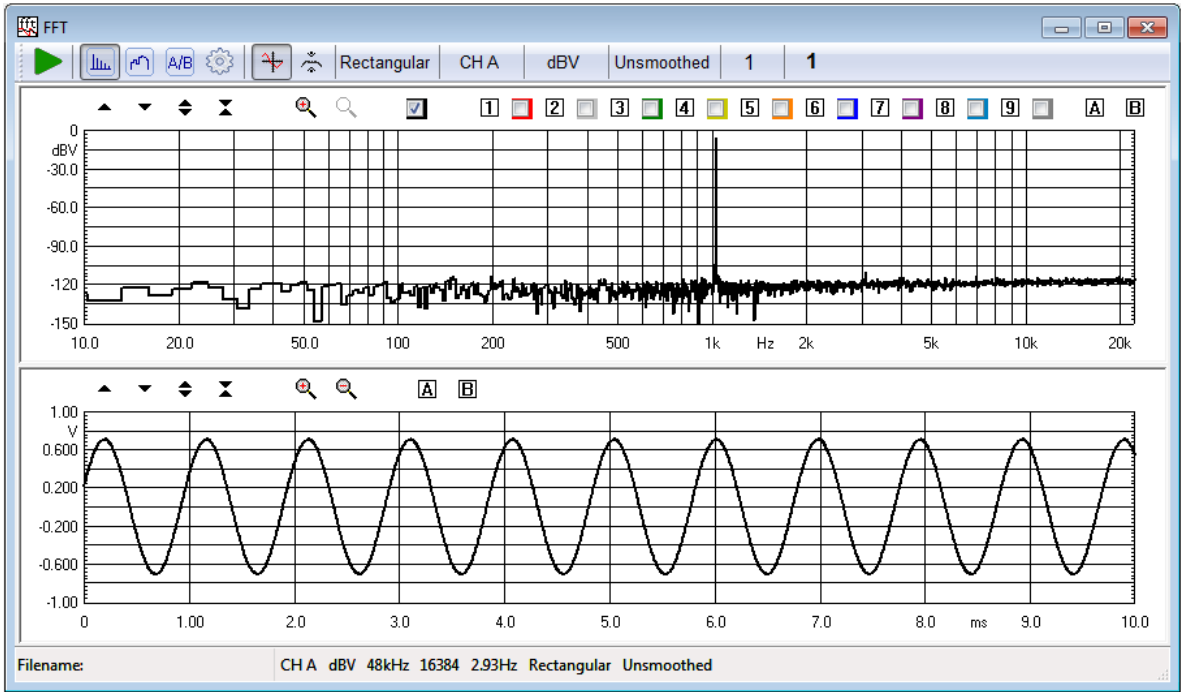 FFT
A/B Rectangular CH A dBV Unsmoothed 1 1
1 2 3 4 5 6 7 8 9 A B
0
dBV
-30.0
-60.0
-90.0
-120
-150
10.0 20.0 50.0 100 200 500 1k Hz 2k 5k 10k 20k
A B
1.00
V
0.600
0.200
-0.200
-0.600
-1.00
0 1.00 2.0 3.0 4.0 5.0 6.0 7.0 8.0 ms 9.0 10.0
Filename: CH A dBV 48kHz 16384 2.93Hz Rectangular Unsmoothed